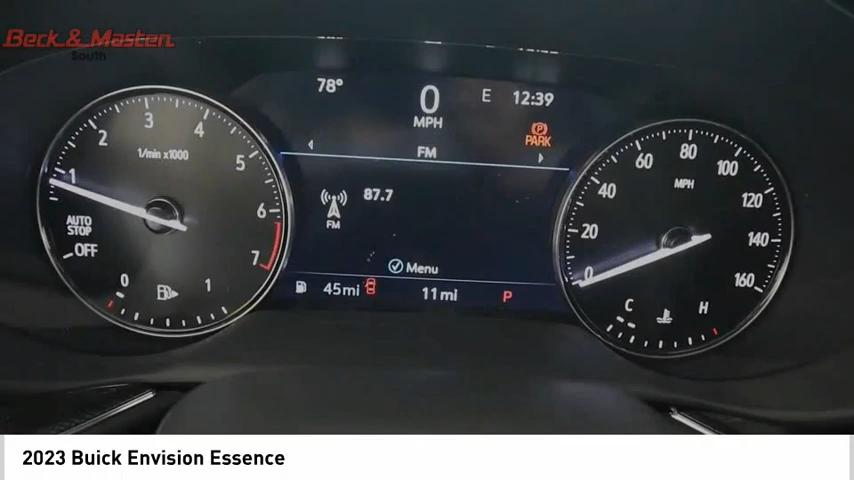 Beck & Masten
South
78° 0 E 12:39
MPH
PARK
FM
87.7
FM
Menu
45mi 11mi P
1 2 3 4 5 6 7
1/min x1000
AUTO
STOP
OFF
0 1
0 20 40 60 80 100 120 140 160
MPH
C H
2023 Buick Envision Essence